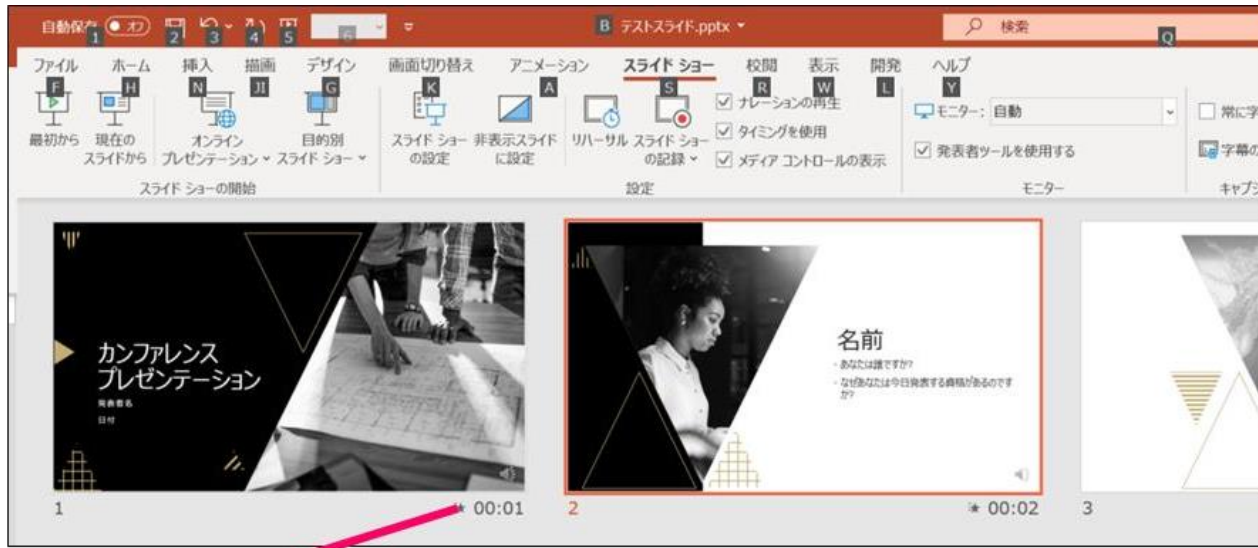 自動保存 オフ
1 2 3 4 5 6
B テストスライド.pptx
検索
Q
ファイル ホーム 挿入 描画 デザイン 画面切り替え アニメーション スライド ショー 校閲 表示 開発 ヘルプ
F H N JI G K A S R W L Y
最初から 現在の スライドから
オンライン プレゼンテーション
目的別 スライド ショー
スライド ショー の設定
非表示スライド に設定
リハーサル スライド ショー の記録
ナレーションの再生
タイミングを使用
メディア コントロールの表示
モニター: 自動
発表者ツールを使用する
常に字
字幕の
スライド ショーの開始 設定 モニター キャプシ
カンファレンス
プレゼンテーション
発表者名
日付
1 00:01
名前
・あなたは誰ですか?
・なぜあなたは今日発表する資格があるのです
か?
2 00:02
3